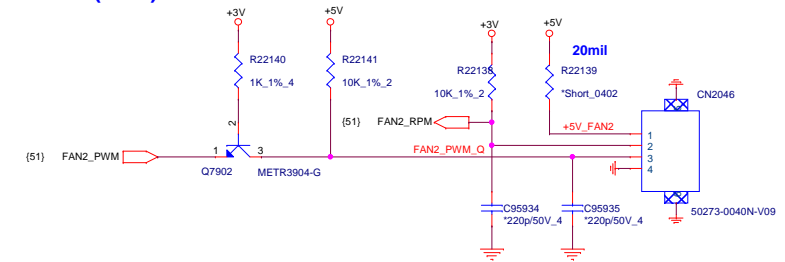 +3V
+5V
+3V
+5V
20mil
R22140
1K_1%_4
R22141
10K_1%_2
R22138
10K_1%_2
R22139
*Short_0402
CN2046
{51}
FAN2_RPM
+5V_FAN2
1
2
3
4
2
{51}
FAN2_PWM
1
3
FAN2_PWM_Q
Q7902
METR3904-G
C95934
*220p/50V_4
C95935
*220p/50V_4
50273-0040N-V09